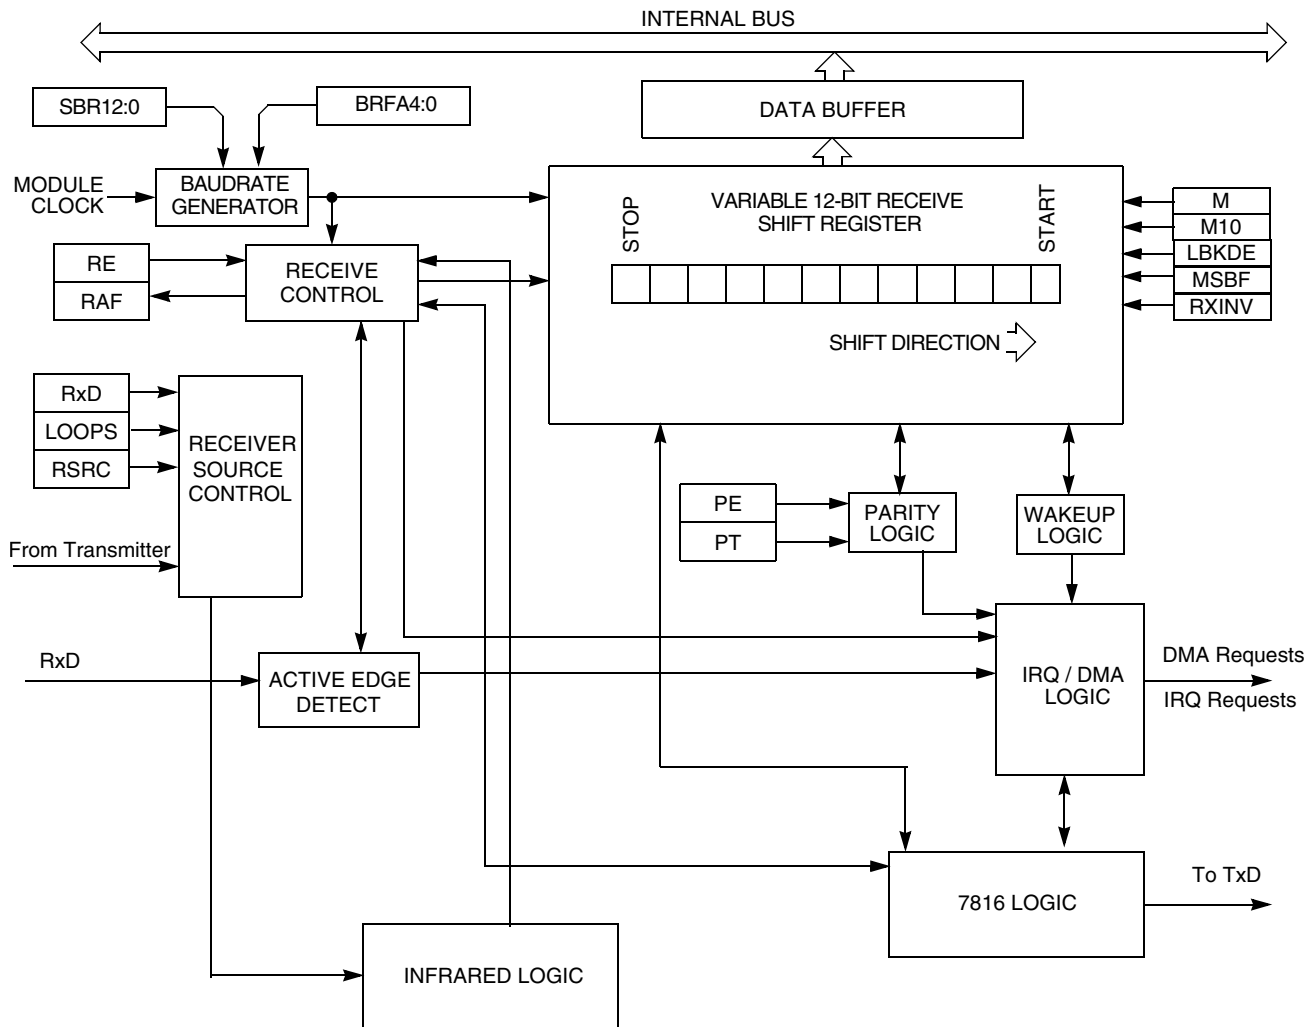 INTERNAL BUS
SBR12:0
BRFA4:0
DATA BUFFER
MODULE
CLOCK
BAUDRATE
GENERATOR
VARIABLE 12-BIT RECEIVE
SHIFT REGISTER
STOP
START
M
M10
LBKDE
MSBF
RXINV
RE
RAF
RECEIVE
CONTROL
SHIFT DIRECTION
RxD
LOOPS
RSRC
RECEIVER
SOURCE
CONTROL
From Transmitter
PE
PT
PARITY
LOGIC
WAKEUP
LOGIC
RxD
ACTIVE EDGE
DETECT
IRQ / DMA
LOGIC
DMA Requests
IRQ Requests
7816 LOGIC
To TxD
INFRARED LOGIC